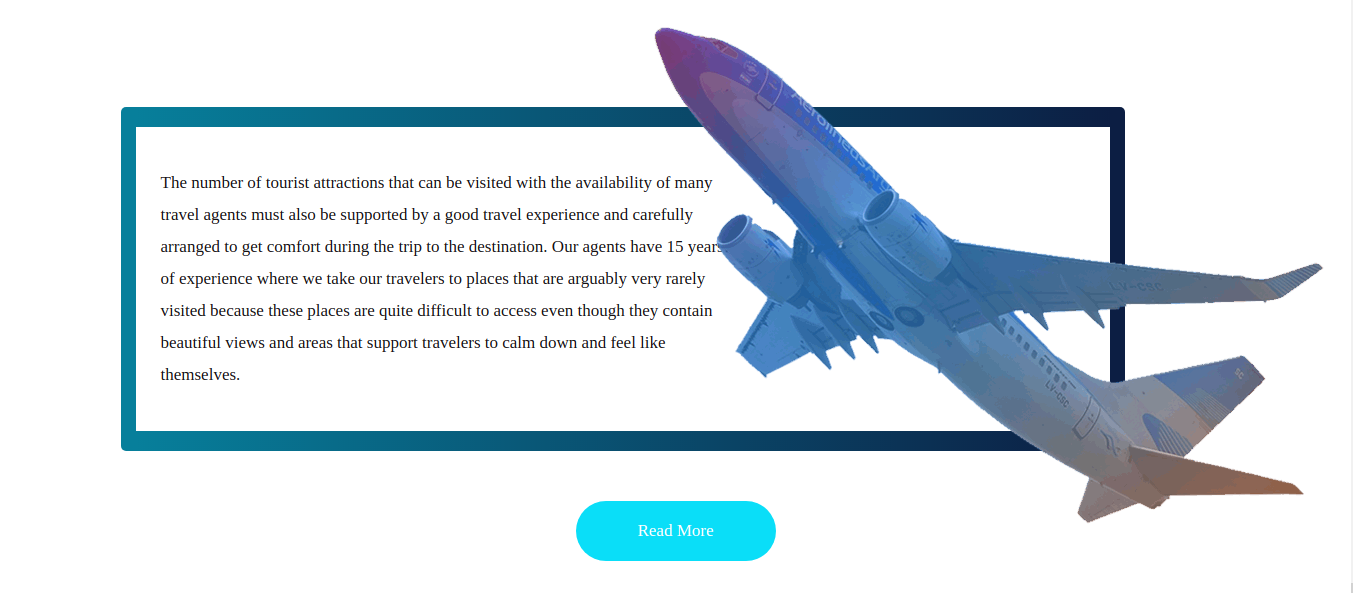 The number of tourist attractions that can be visited with the availability of many
travel agents must also be supported by a good travel experience and carefully
arranged to get comfort during the trip to the destination. Our agents have 15 years
of experience where we take our travelers to places that are arguably very rarely
visited because these places are quite difficult to access even though they contain
beautiful views and areas that support travelers to calm down and feel like
themselves.
LV-CSC
LV-CSC
Read More